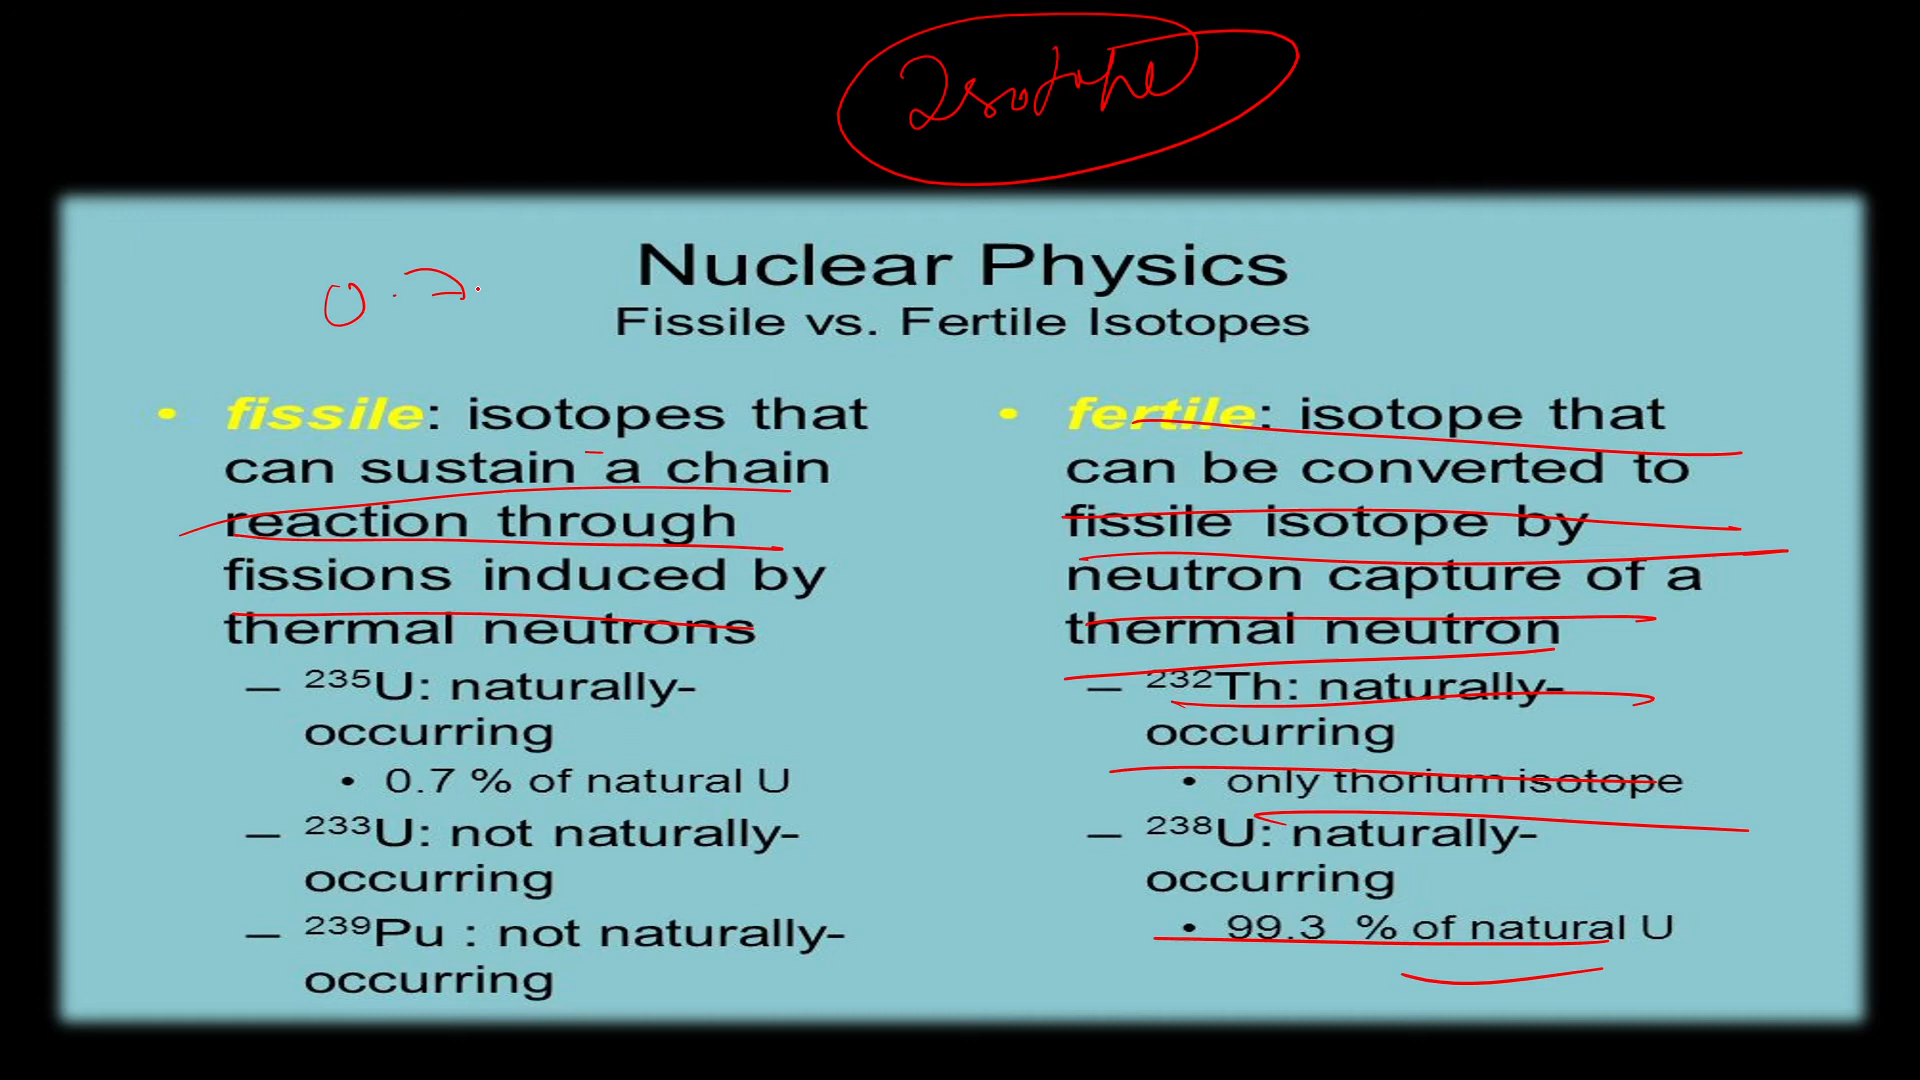 Isotope
Nuclear Physics
Fissile vs. Fertile Isotopes
• fissile: isotopes that
can sustain a chain
reaction through
fissions induced by
thermal neutrons
– ²³⁵U: naturally-
occurring
• 0.7 % of natural U
– ²³³U: not naturally-
occurring
– ²³⁹Pu : not naturally-
occurring
• fertile: isotope that
can be converted to
fissile isotope by
neutron capture of a
thermal neutron
– ²³²Th: naturally-
occurring
• only thorium isotope
– ²³⁸U: naturally-
occurring
• 99.3 % of natural U